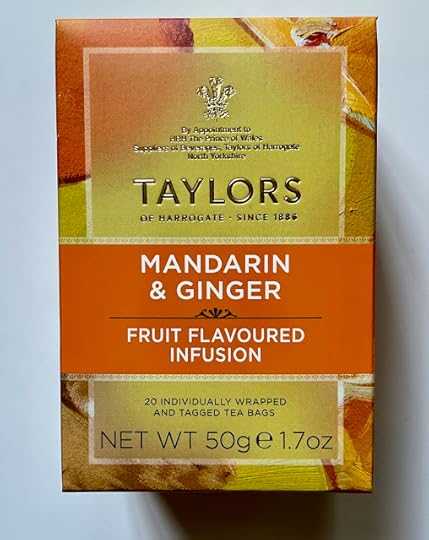 By Appointment to
HRH The Prince of Wales
Suppliers of Beverages, Taylors of Harrogate
North Yorkshire
TAYLORS
OF HARROGATE · SINCE 1886
MANDARIN
& GINGER
FRUIT FLAVOURED
INFUSION
20 INDIVIDUALLY WRAPPED
AND TAGGED TEA BAGS
NET WT 50g ℮ 1.7oz